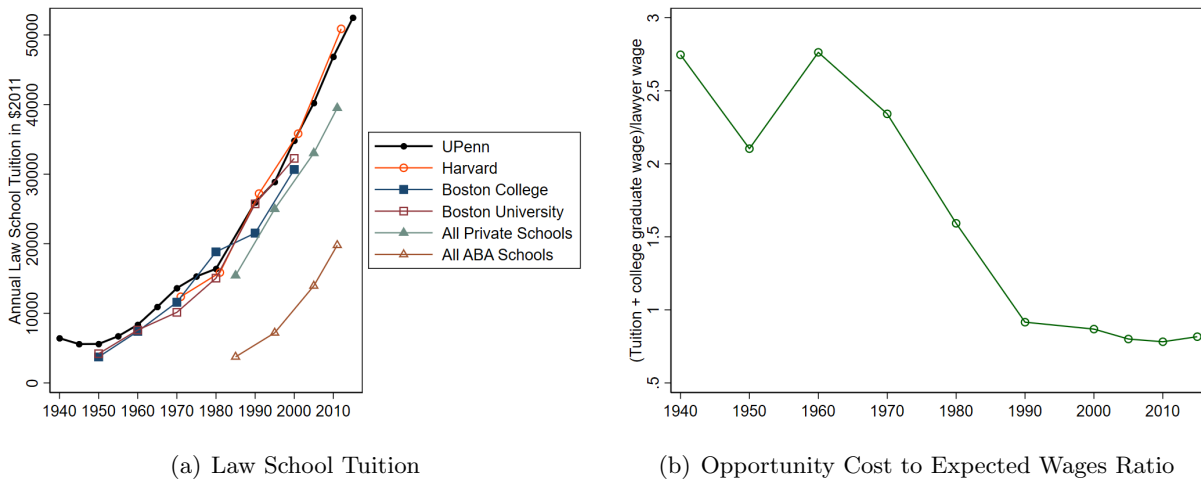 Annual Law School Tuition in $2011
50000
40000
30000
20000
10000
0
1940 1950 1960 1970 1980 1990 2000 2010
UPenn
Harvard
Boston College
Boston University
All Private Schools
All ABA Schools
(a) Law School Tuition
(Tuition + college graduate wage)/lawyer wage
3
2.5
2
1.5
1
.5
1940 1950 1960 1970 1980 1990 2000 2010
(b) Opportunity Cost to Expected Wages Ratio